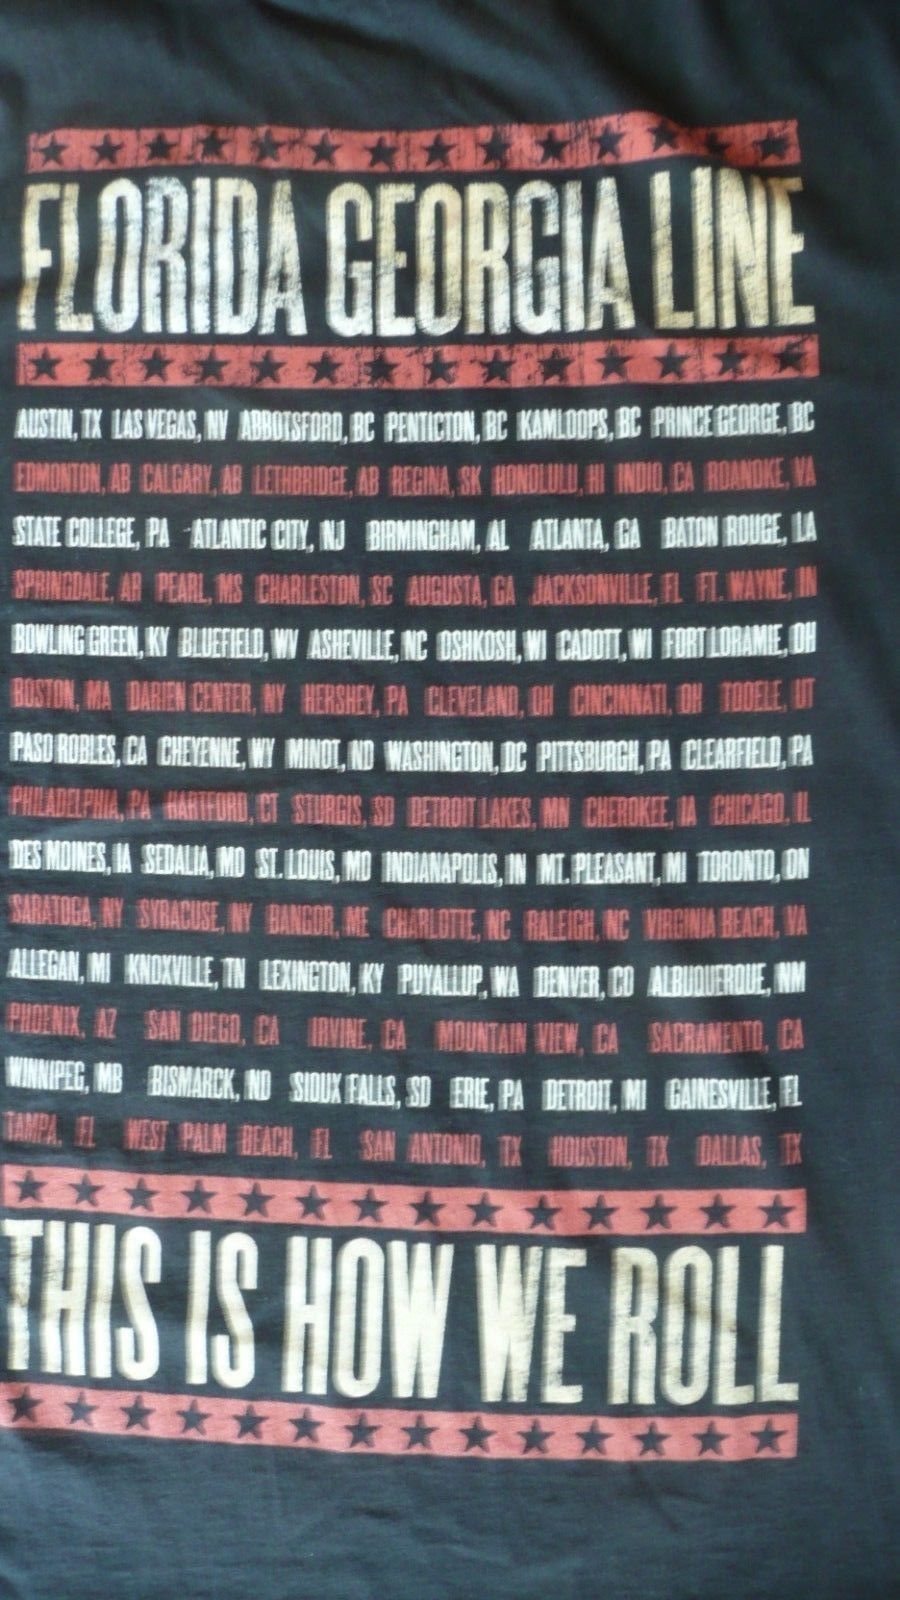 FLORIDA GEORGIA LINE
AUSTIN, TX LAS VEGAS, NV ABBOTSFORD, BC PENTICTON, BC KAMLOOPS, BC PRINCE GEORGE, BC
EDMONTON, AB CALGARY, AB LETHBRIDGE, AB REGINA, SK HONOLULU, HI INDIO, CA ROANOKE, VA
STATE COLLEGE, PA ATLANTIC CITY, NJ BIRMINGHAM, AL ATLANTA, GA BATON ROUGE, LA
SPRINGDALE, AR PEARL, MS CHARLESTON, SC AUGUSTA, GA JACKSONVILLE, FL FT. WAYNE, IN
BOWLING GREEN, KY BLUEFIELD, WV ASHEVILLE, NC OSHKOSH, WI CADOTT, WI FORT LORAMIE, OH
BOSTON, MA DARIEN CENTER, NY HERSHEY, PA CLEVELAND, OH CINCINNATI, OH TOOELE, UT
PASO ROBLES, CA CHEYENNE, WY MINOT, ND WASHINGTON, DC PITTSBURGH, PA CLEARFIELD, PA
PHILADELPHIA, PA HARTFORD, CT STURGIS, SD DETROIT LAKES, MN CHEROKEE, IA CHICAGO, IL
DES MOINES, IA SEDALIA, MO ST. LOUIS, MO INDIANAPOLIS, IN MT. PLEASANT, MI TORONTO, ON
SARATOGA, NY SYRACUSE, NY BANGOR, ME CHARLOTTE, NC RALEIGH, NC VIRGINIA BEACH, VA
ALLEGAN, MI KNOXVILLE, TN LEXINGTON, KY PUYALLUP, WA DENVER, CO ALBUQUERQUE, NM
PHOENIX, AZ SAN DIEGO, CA IRVINE, CA MOUNTAIN VIEW, CA SACRAMENTO, CA
WINNIPEG, MB BISMARCK, ND SIOUX FALLS, SD ERIE, PA DETROIT, MI GAINESVILLE, FL
TAMPA, FL WEST PALM BEACH, FL SAN ANTONIO, TX HOUSTON, TX DALLAS, TX
THIS IS HOW WE ROLL